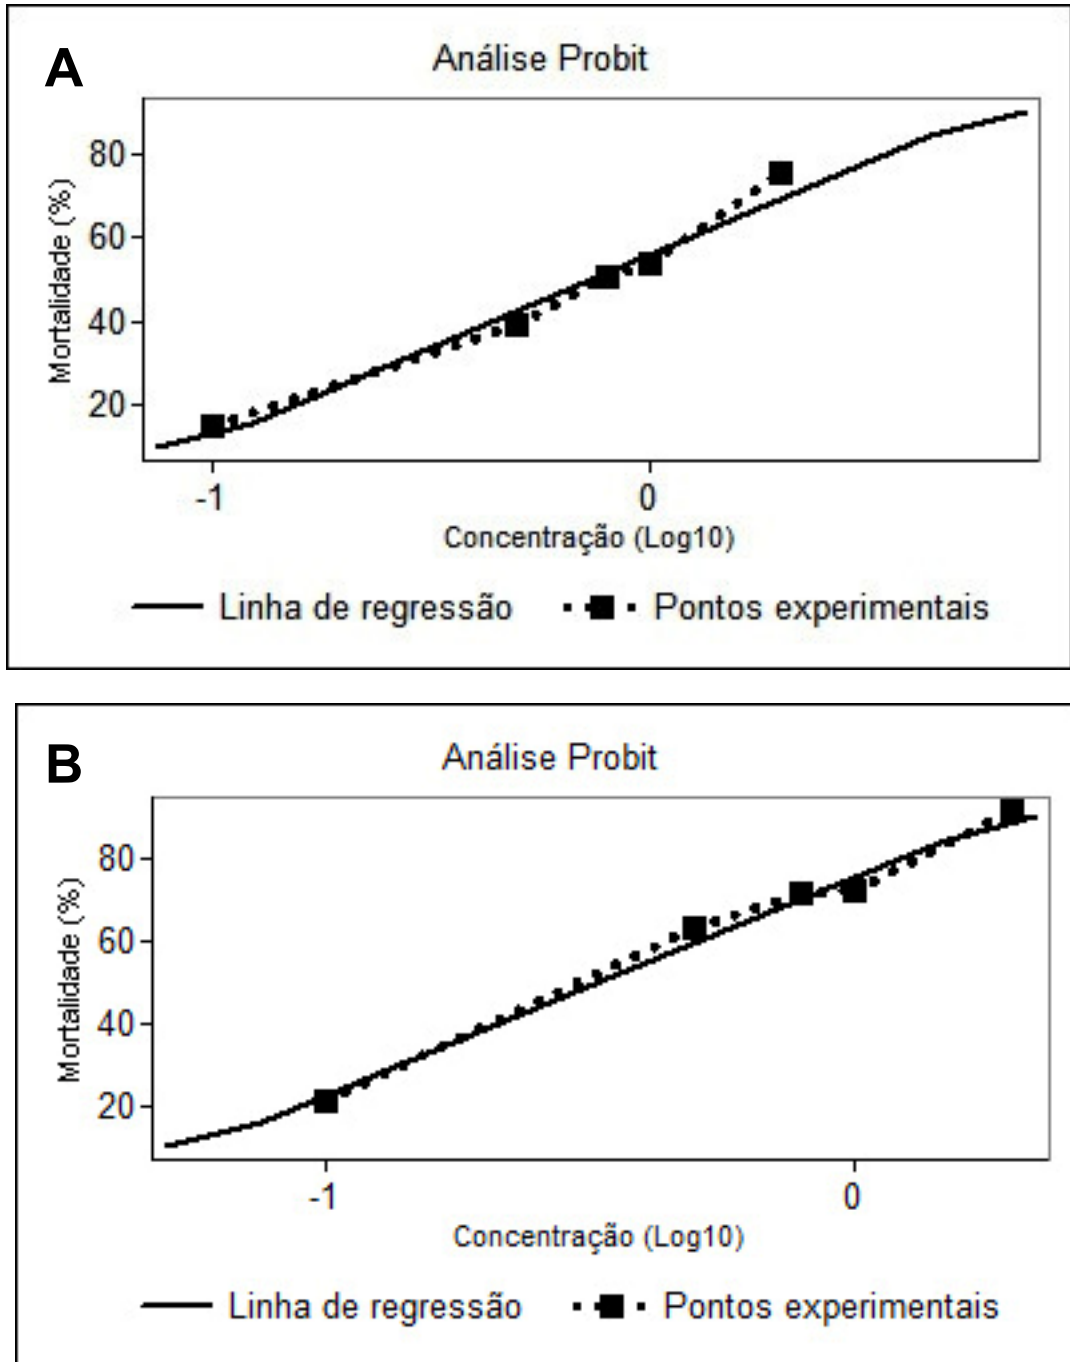 A
Análise Probit
Mortalidade (%)
80
60
40
20
-1
0
Concentração (Log10)
Linha de regressão
Pontos experimentais
B
Análise Probit
Mortalidade (%)
80
60
40
20
-1
0
Concentração (Log10)
Linha de regressão
Pontos experimentais